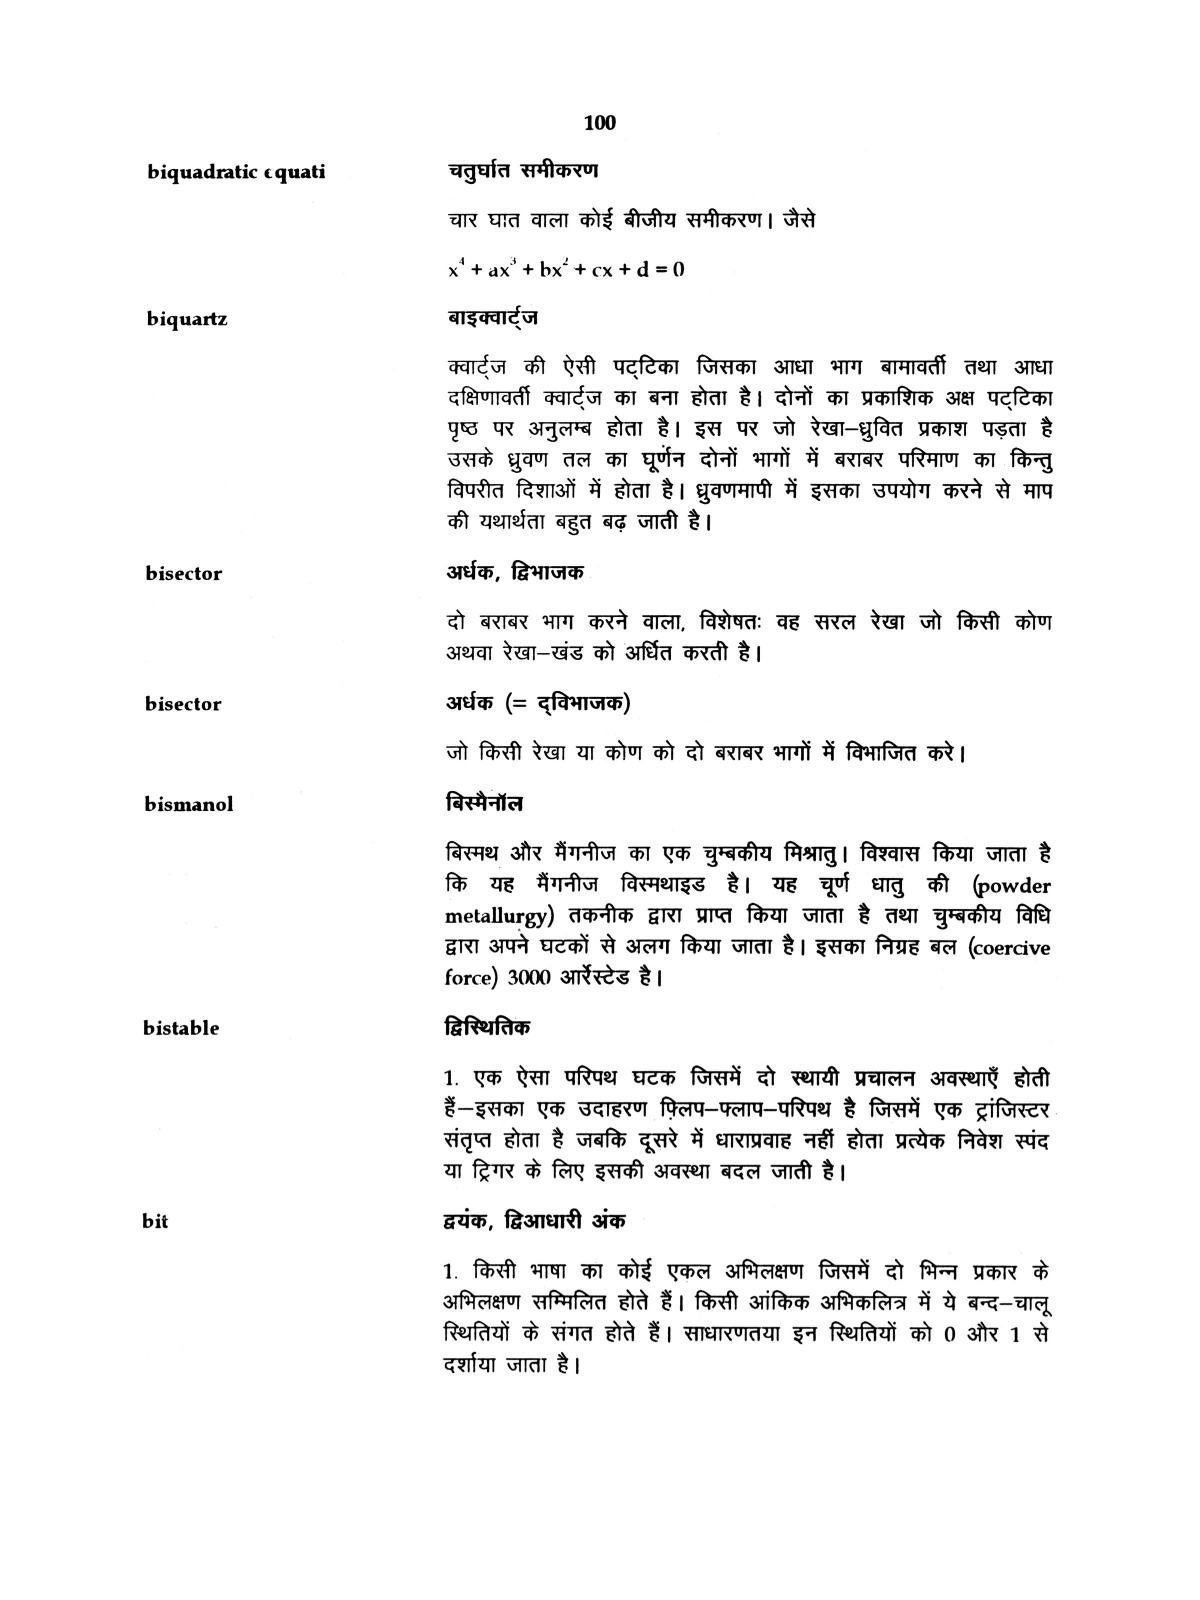 100
biquadratic equati चतुर्घात समीकरण
चार घात वाला कोई बीजीय समीकरण। जैसे
x⁴ + ax³ + bx² + cx + d = 0
biquartz बाइक्वार्ट्ज
क्वार्ट्ज की ऐसी पट्टिका जिसका आधा भाग बामावर्ती तथा आधा
दक्षिणावर्ती क्वार्ट्ज का बना होता है। दोनों का प्रकाशिक अक्ष पट्टिका
पृष्ठ पर अनुलम्ब होता है। इस पर जो रेखा–ध्रुवित प्रकाश पड़ता है
उसके ध्रुवण तल का घूर्णन दोनों भागों में बराबर परिमाण का किन्तु
विपरीत दिशाओं में होता है। ध्रुवणमापी में इसका उपयोग करने से माप
की यथार्थता बहुत बढ़ जाती है।
bisector अर्धक, द्विभाजक
दो बराबर भाग करने वाला, विशेषतः वह सरल रेखा जो किसी कोण
अथवा रेखा–खंड को अर्धित करती है।
bisector अर्धक (= द्‌विभाजक)
जो किसी रेखा या कोण को दो बराबर भागों में विभाजित करे।
bismanol बिस्मैनॉल
बिस्मथ और मैंगनीज का एक चुम्बकीय मिश्रातु। विश्वास किया जाता है
कि यह मैंगनीज विस्मथाइड है। यह चूर्ण धातु की (powder
metallurgy) तकनीक द्वारा प्राप्त किया जाता है तथा चुम्बकीय विधि
द्वारा अपने घटकों से अलग किया जाता है। इसका निग्रह बल (coercive
force) 3000 आर्रेस्टेड है।
bistable द्विस्थितिक
1. एक ऐसा परिपथ घटक जिसमें दो स्थायी प्रचालन अवस्थाएँ होती
हैं–इसका एक उदाहरण फ़्लिप–फ्लाप–परिपथ है जिसमें एक ट्रांजिस्टर
संतृप्त होता है जबकि दूसरे में धाराप्रवाह नहीं होता प्रत्येक निवेश स्पंद
या ट्रिगर के लिए इसकी अवस्था बदल जाती है।
bit द्वयंक, द्विआधारी अंक
1. किसी भाषा का कोई एकल अभिलक्षण जिसमें दो भिन्न प्रकार के
अभिलक्षण सम्मिलित होते हैं। किसी आंकिक अभिकलित्र में ये बन्द–चालू
स्थितियों के संगत होते हैं। साधारणतया इन स्थितियों को 0 और 1 से
दर्शाया जाता है।